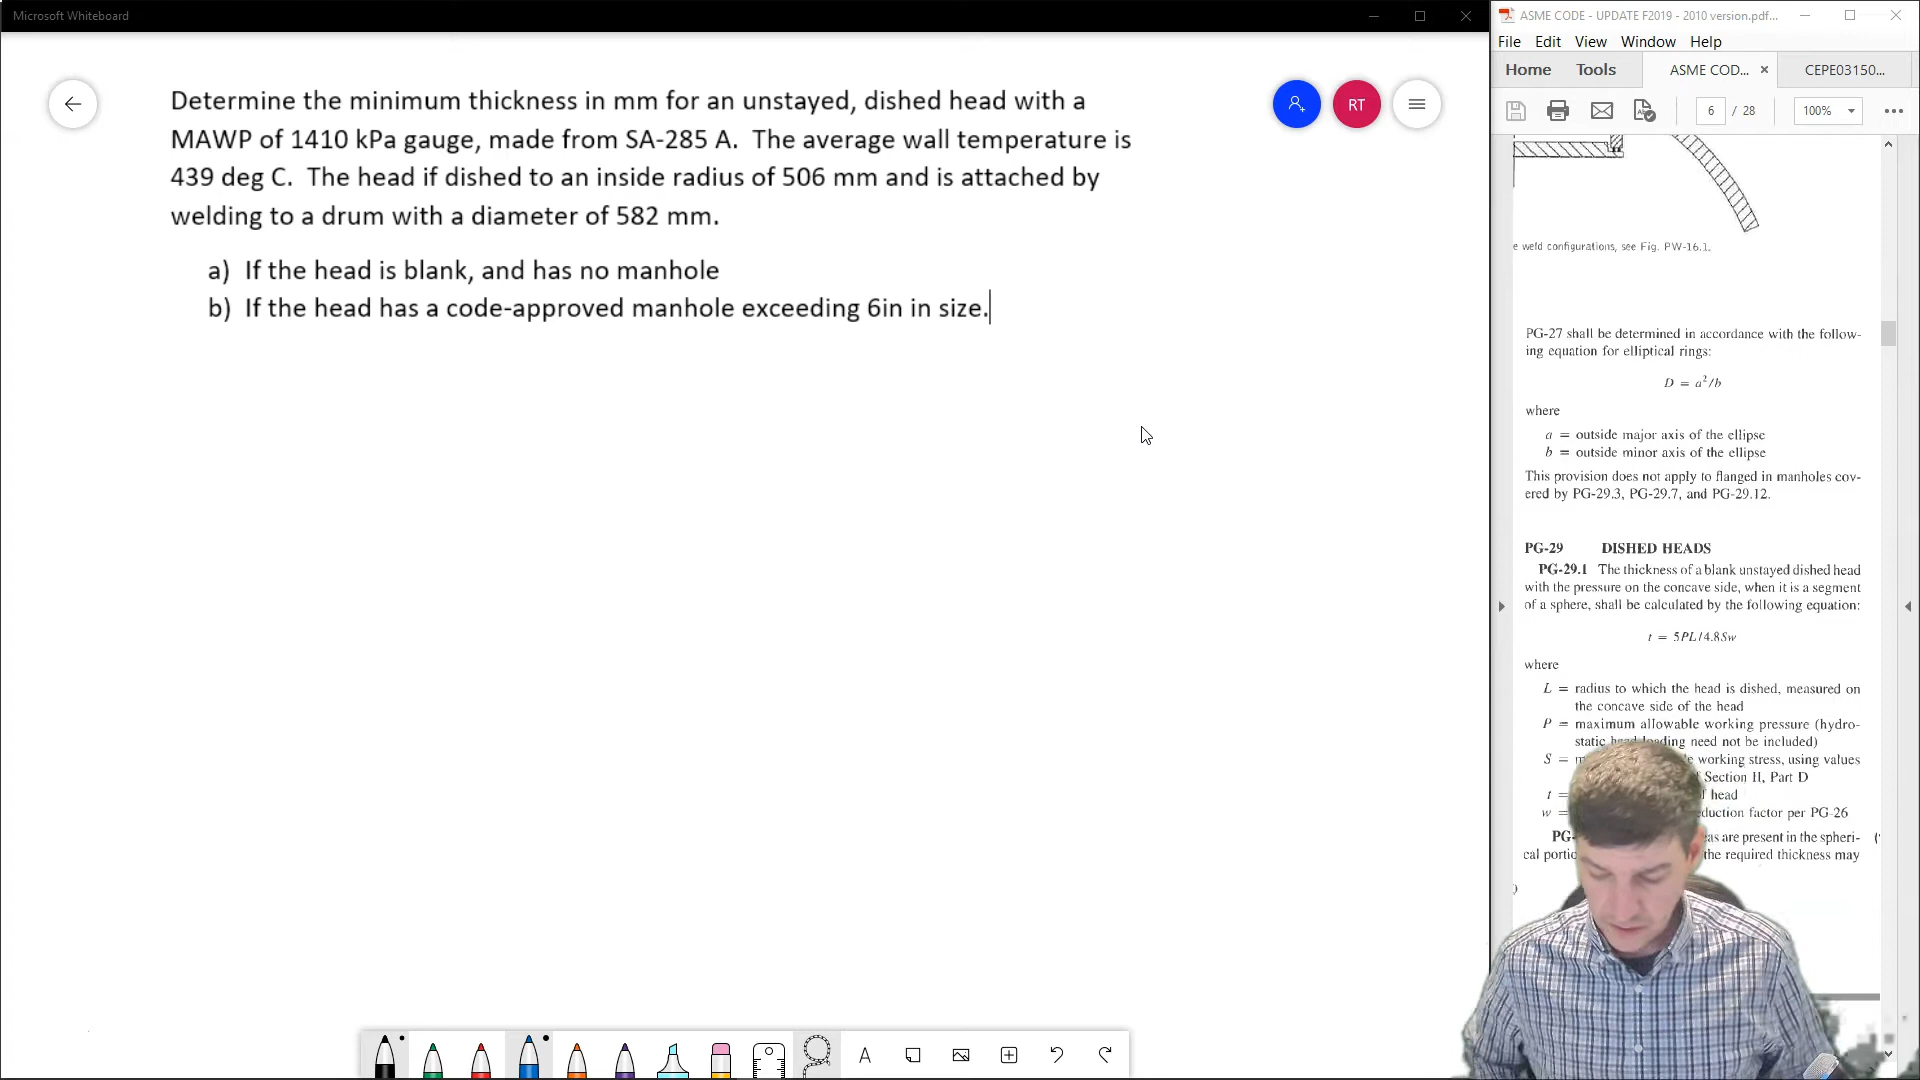 Microsoft Whiteboard
Determine the minimum thickness in mm for an unstayed, dished head with a
MAWP of 1410 kPa gauge, made from SA-285 A. The average wall temperature is
439 deg C. The head if dished to an inside radius of 506 mm and is attached by
welding to a drum with a diameter of 582 mm.
a) If the head is blank, and has no manhole
b) If the head has a code-approved manhole exceeding 6in in size.
RT
A
ASME CODE - UPDATE F2019 - 2010 version.pdf...
File Edit View Window Help
Home Tools ASME COD... × CEPE03150...
6 / 28 100%
e weld configurations, see Fig. PW-16.1.
PG-27 shall be determined in accordance with the follow-
ing equation for elliptical rings:
D = a²/b
where
a = outside major axis of the ellipse
b = outside minor axis of the ellipse
This provision does not apply to flanged in manholes cov-
ered by PG-29.3, PG-29.7, and PG-29.12.
PG-29 DISHED HEADS
PG-29.1 The thickness of a blank unstayed dished head
with the pressure on the concave side, when it is a segment
of a sphere, shall be calculated by the following equation:
t = 5PL/4.8Sw
where
L = radius to which the head is dished, measured on
the concave side of the head
P = maximum allowable working pressure (hydro-
static head loading need not be included)
S = working stress, using values
Section II, Part D
t = head
w = eduction factor per PG-26
PG- as are present in the spheri-
cal portio the required thickness may